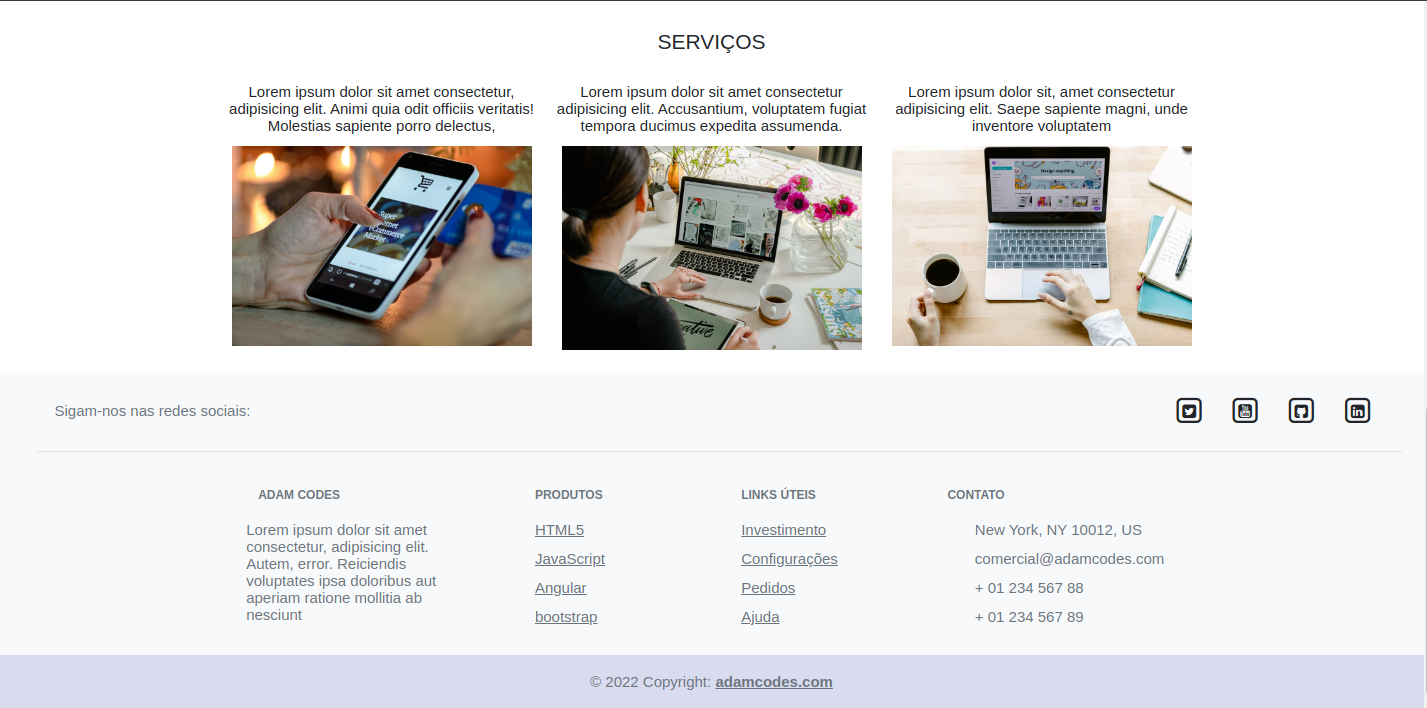 SERVIÇOS
Lorem ipsum dolor sit amet consectetur,
adipisicing elit. Animi quia odit officiis veritatis!
Molestias sapiente porro delectus,
Lorem ipsum dolor sit amet consectetur
adipisicing elit. Accusantium, voluptatem fugiat
tempora ducimus expedita assumenda.
Lorem ipsum dolor sit, amet consectetur
adipisicing elit. Saepe sapiente magni, unde
inventore voluptatem
Super
eCommerce
Market
Design anything
Sigam-nos nas redes sociais:
ADAM CODES
Lorem ipsum dolor sit amet
consectetur, adipisicing elit.
Autem, error. Reiciendis
voluptates ipsa doloribus aut
aperiam ratione mollitia ab
nesciunt
PRODUTOS
HTML5
JavaScript
Angular
bootstrap
LINKS ÚTEIS
Investimento
Configurações
Pedidos
Ajuda
CONTATO
New York, NY 10012, US
comercial@adamcodes.com
+ 01 234 567 88
+ 01 234 567 89
© 2022 Copyright: adamcodes.com